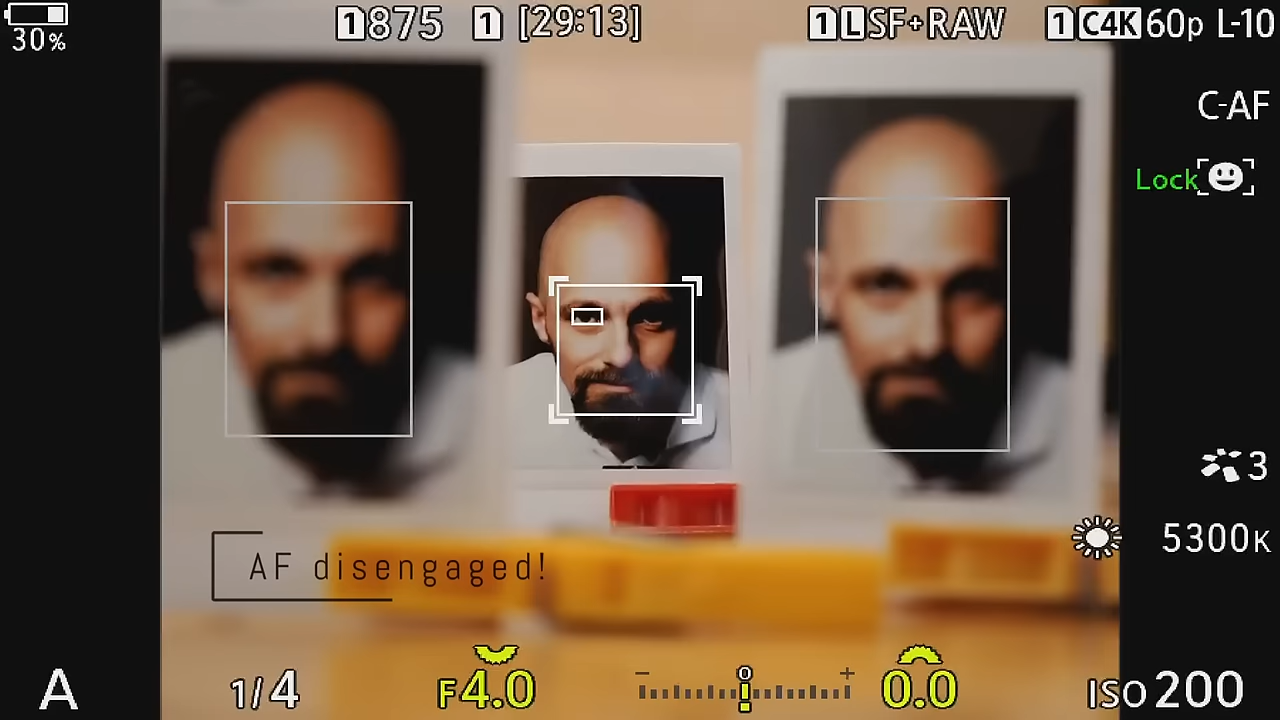 30%
1 875 1 [29:13] 1 L SF+RAW 1 C4K 60p L-10
C-AF
Lock
3
5300K
AF disengaged!
A 1/4 F4.0 - 0 + 0.0 ISO 200